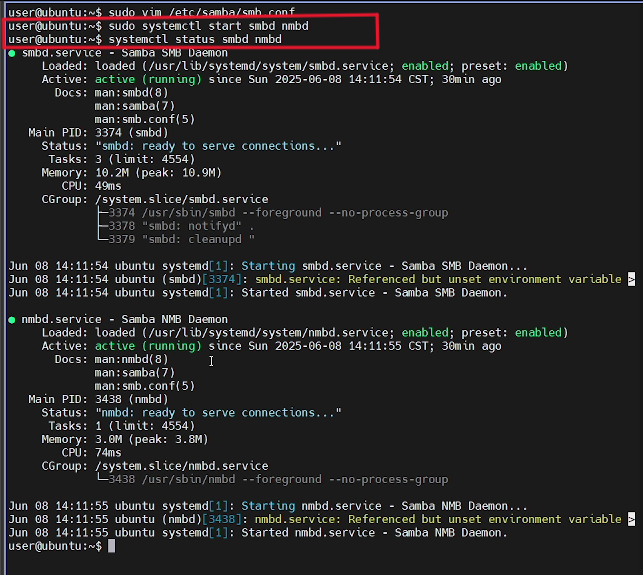 user@ubuntu:~$ sudo vim /etc/samba/smb.conf
user@ubuntu:~$ sudo systemctl start smbd nmbd
user@ubuntu:~$ systemctl status smbd nmbd
● smbd.service - Samba SMB Daemon
Loaded: loaded (/usr/lib/systemd/system/smbd.service; enabled; preset: enabled)
Active: active (running) since Sun 2025-06-08 14:11:54 CST; 30min ago
Docs: man:smbd(8)
man:samba(7)
man:smb.conf(5)
Main PID: 3374 (smbd)
Status: "smbd: ready to serve connections..."
Tasks: 3 (limit: 4554)
Memory: 10.2M (peak: 10.9M)
CPU: 49ms
CGroup: /system.slice/smbd.service
├─3374 /usr/sbin/smbd --foreground --no-process-group
├─3378 "smbd: notifyd" .
└─3379 "smbd: cleanupd "
Jun 08 14:11:54 ubuntu systemd[1]: Starting smbd.service - Samba SMB Daemon...
Jun 08 14:11:54 ubuntu (smbd)[3374]: smbd.service: Referenced but unset environment variable >
Jun 08 14:11:54 ubuntu systemd[1]: Started smbd.service - Samba SMB Daemon.
● nmbd.service - Samba NMB Daemon
Loaded: loaded (/usr/lib/systemd/system/nmbd.service; enabled; preset: enabled)
Active: active (running) since Sun 2025-06-08 14:11:55 CST; 30min ago
Docs: man:nmbd(8)
man:samba(7)
man:smb.conf(5)
Main PID: 3438 (nmbd)
Status: "nmbd: ready to serve connections..."
Tasks: 1 (limit: 4554)
Memory: 3.0M (peak: 3.8M)
CPU: 74ms
CGroup: /system.slice/nmbd.service
└─3438 /usr/sbin/nmbd --foreground --no-process-group
Jun 08 14:11:55 ubuntu systemd[1]: Starting nmbd.service - Samba NMB Daemon...
Jun 08 14:11:55 ubuntu (nmbd)[3438]: nmbd.service: Referenced but unset environment variable >
Jun 08 14:11:55 ubuntu systemd[1]: Started nmbd.service - Samba NMB Daemon.
user@ubuntu:~$